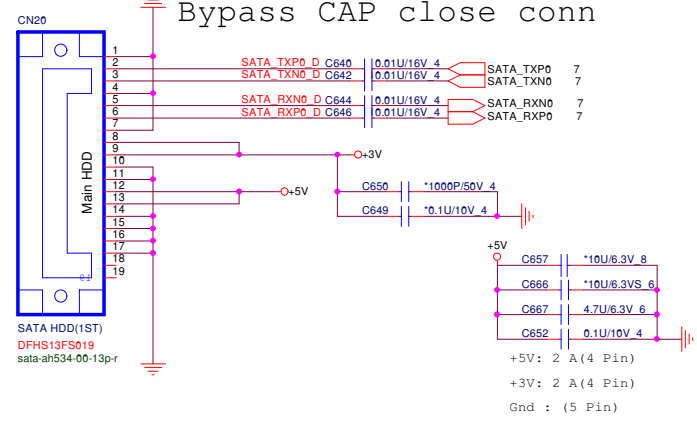 Bypass CAP close conn
CN20
1
2
3
4
5
6
7
8
9
10
11
12
13
14
15
16
17
18
19
Main HDD
SATA_TXP0_D C640 0.01U/16V_4 SATA_TXP0 7
SATA_TXN0_D C642 0.01U/16V_4 SATA_TXN0 7
SATA_RXN0_D C644 0.01U/16V_4 SATA_RXN0 7
SATA_RXP0_D C646 0.01U/16V_4 SATA_RXP0 7
+3V
+5V
C650 *1000P/50V_4
C649 *0.1U/10V_4
+5V
C657 *10U/6.3V_8
C666 *10U/6.3VS_6
C667 4.7U/6.3V_6
C652 0.1U/10V_4
SATA HDD(1ST)
DFHS13FS019
sata-ah534-00-13p-r
+5V: 2 A(4 Pin)
+3V: 2 A(4 Pin)
Gnd : (5 Pin)